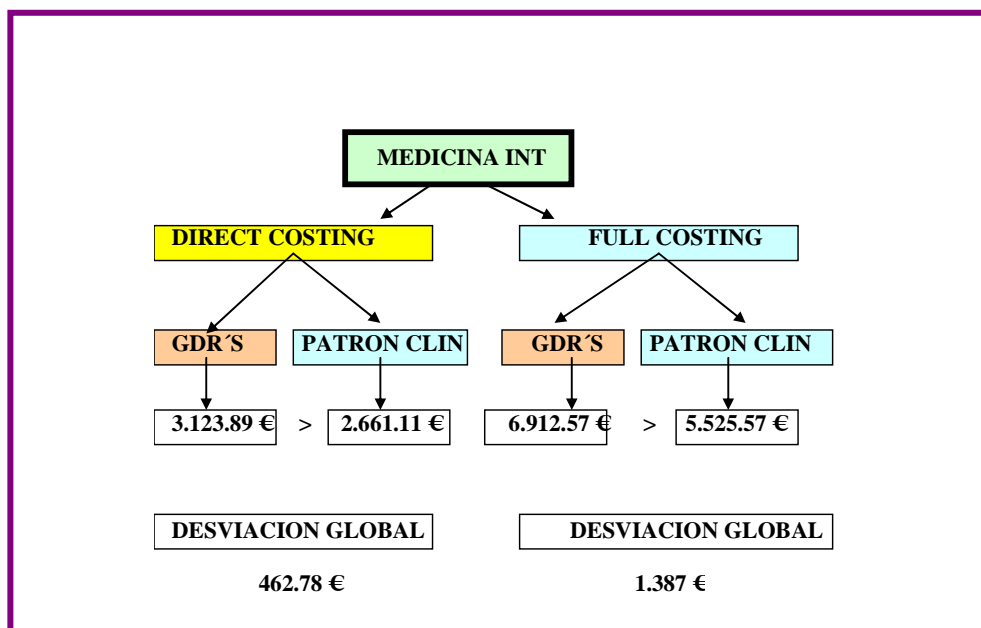 MEDICINA INT
DIRECT COSTING
FULL COSTING
GDR´S
PATRON CLIN
GDR´S
PATRON CLIN
3.123.89 € > 2.661.11 €
6.912.57 € > 5.525.57 €
DESVIACION GLOBAL
DESVIACION GLOBAL
462.78 €
1.387 €